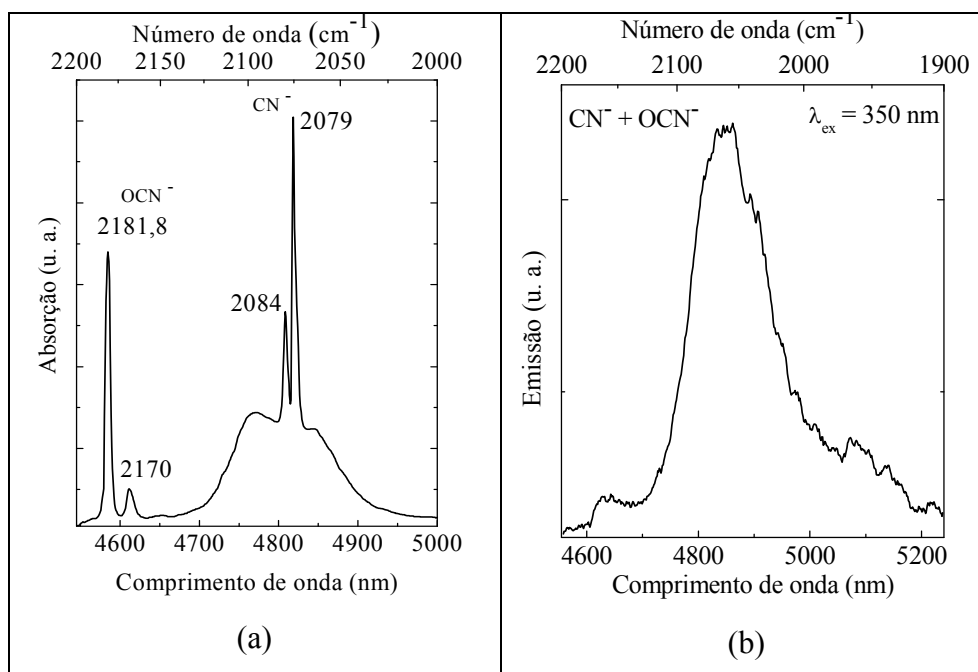 Número de onda (cm⁻¹)
2200 2150 2100 2050 2000
CN⁻
2079
OCN⁻
2181,8
2084
2170
Absorção (u. a.)
4600 4700 4800 4900 5000
Comprimento de onda (nm)
(a)
Número de onda (cm⁻¹)
2200 2100 2000 1900
CN⁻ + OCN⁻ λex = 350 nm
Emissão (u. a.)
4600 4800 5000 5200
Comprimento de onda (nm)
(b)